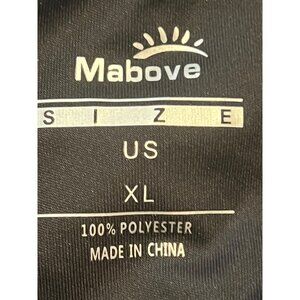 Mabove
SIZE
US
XL
100% POLYESTER
MADE IN CHINA